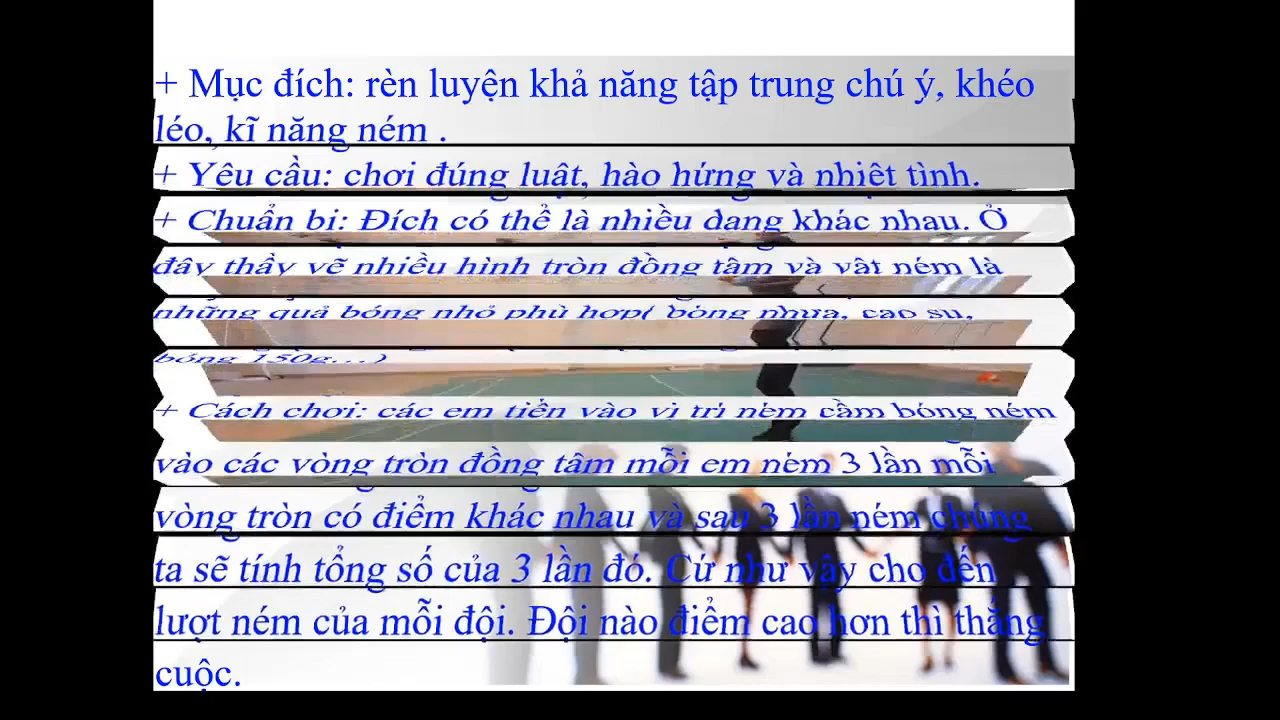 + Mục đích: rèn luyện khả năng tập trung chú ý, khéo
léo, kĩ năng ném .
+ Yêu cầu: chơi đúng luật, hào hứng và nhiệt tình.
+ Chuẩn bị: Đích có thể là nhiều dạng khác nhau. Ở
đây thầy vẽ nhiều hình tròn đồng tâm và vật ném là
những quả bóng nhỏ phù hợp( bóng nhựa, cao su,
bóng 150g...)
+ Cách chơi: các em tiến vào vị trí ném cầm bóng ném
vào các vòng tròn đồng tâm mỗi em ném 3 lần mỗi
vòng tròn có điểm khác nhau và sau 3 lần ném chúng
ta sẽ tính tổng số của 3 lần đó. Cứ như vậy cho đến
lượt ném của mỗi đội. Đội nào điểm cao hơn thì thắng
cuộc.